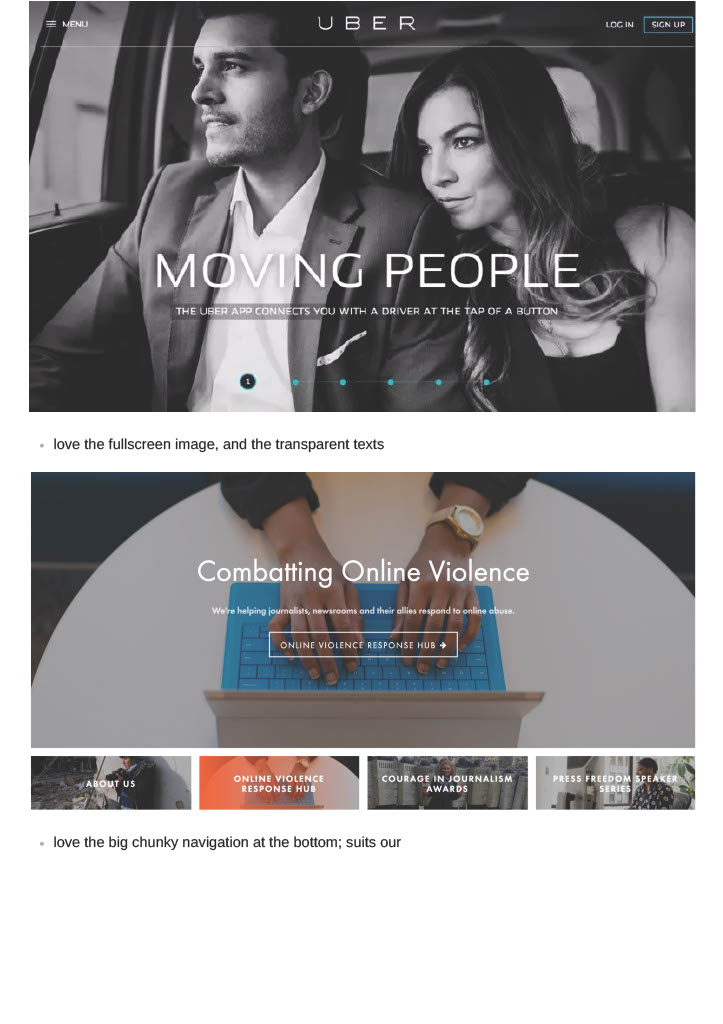 MENU
UBER
LOG IN
SIGN UP
MOVING PEOPLE
THE UBER APP CONNECTS YOU WITH A DRIVER AT THE TAP OF A BUTTON
1
love the fullscreen image, and the transparent texts
Combatting Online Violence
We're helping journalists, newsrooms and their allies respond to online abuse.
ONLINE VIOLENCE RESPONSE HUB →
ABOUT US
ONLINE VIOLENCE
RESPONSE HUB
COURAGE IN JOURNALISM
AWARDS
PRESS FREEDOM SPEAKER
SERIES
love the big chunky navigation at the bottom; suits our